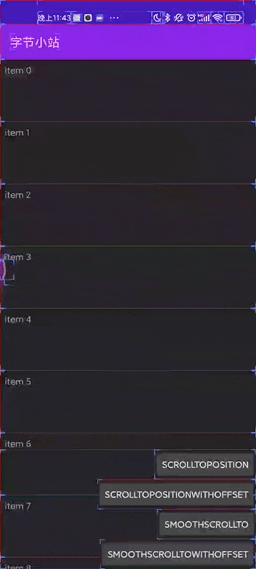 晚上11:43
字节小站
item 0
item 1
item 2
item 3
item 4
item 5
item 6
SCROLLTOPOSITION
SCROLLTOPOSITIONWITHOFFSET
item 7
SMOOTHSCROLLTO
SMOOTHSCROLLTOWITHOFFSET
item 8